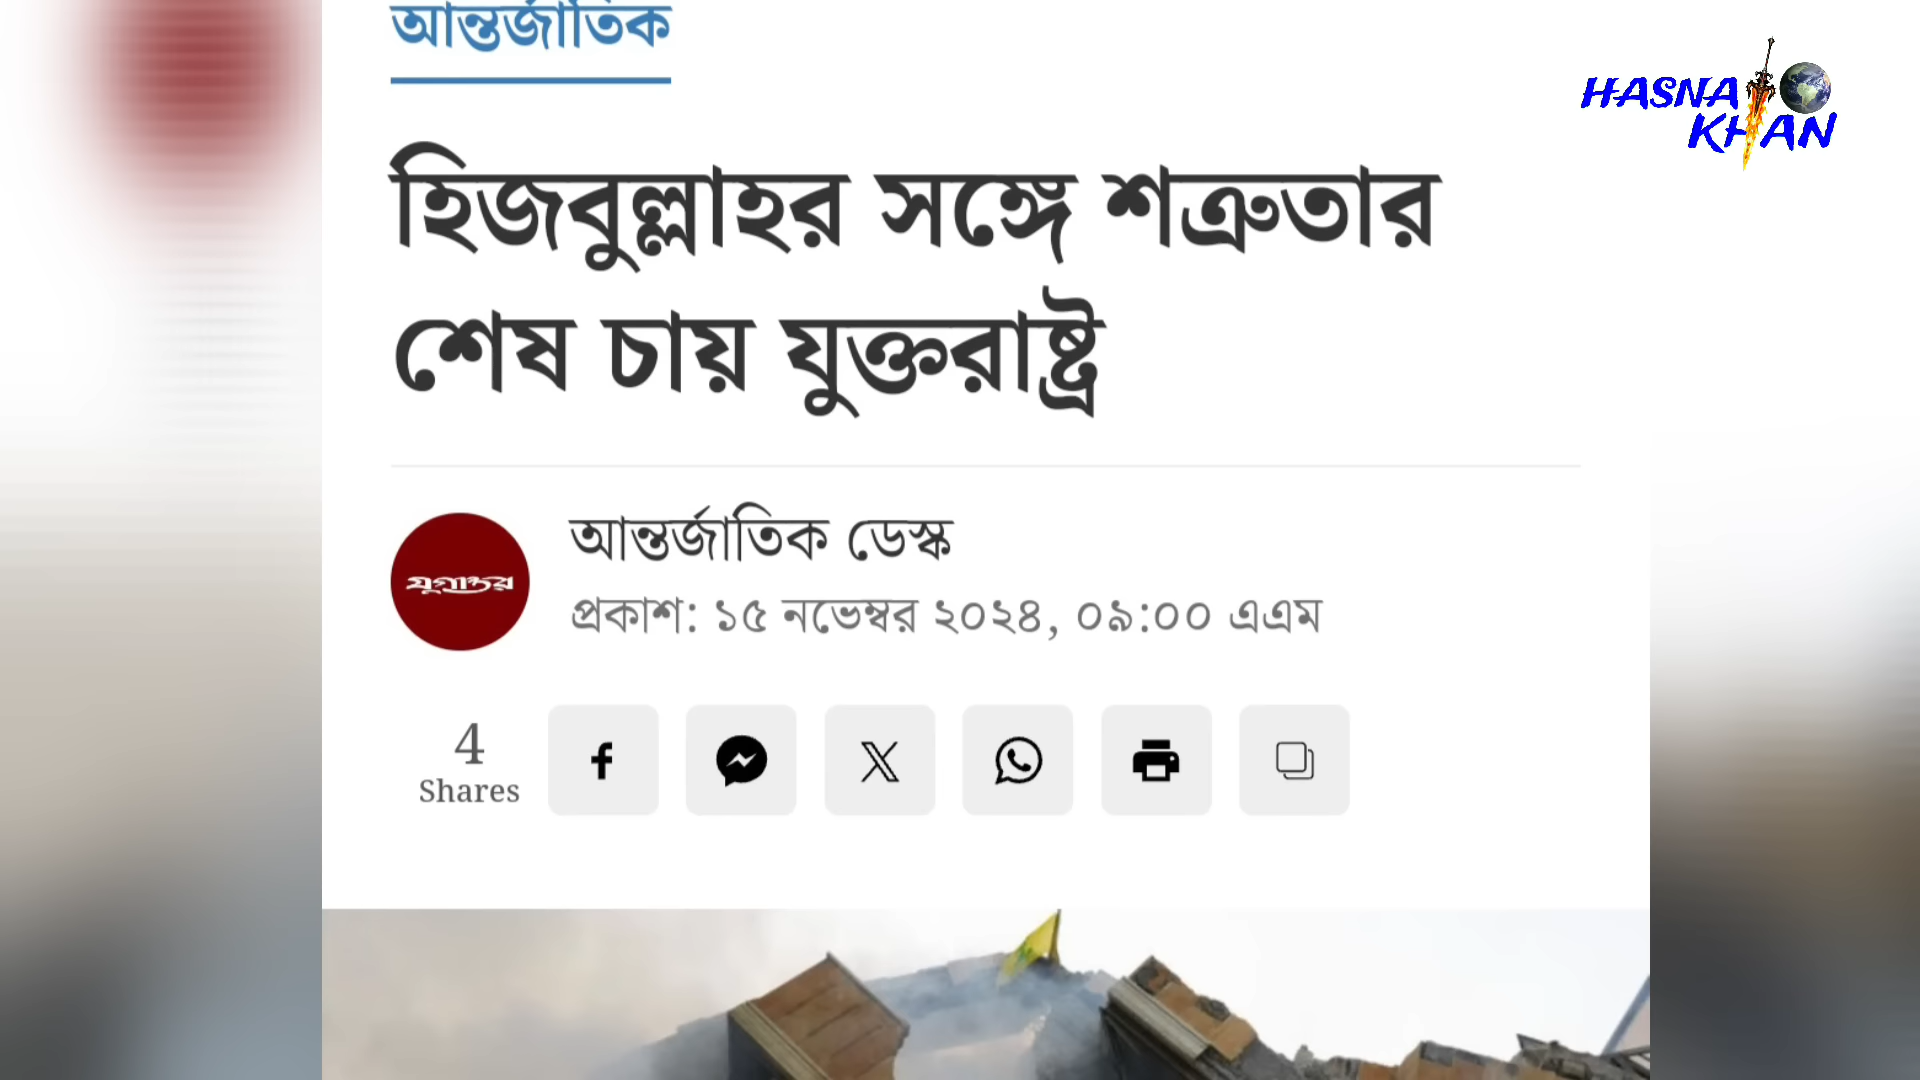 আন্তর্জাতিক
HASNA
KHAN
হিজবুল্লাহর সঙ্গে শত্রুতার
শেষ চায় যুক্তরাষ্ট্র
যুগান্তর
আন্তর্জাতিক ডেস্ক
প্রকাশ: ১৫ নভেম্বর ২০২৪, ০৯:০০ এএম
4
Shares